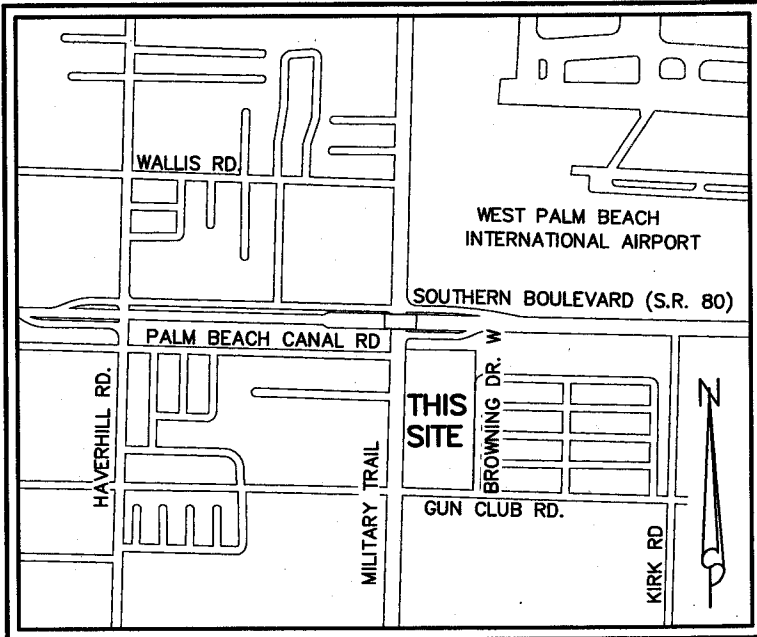 WALLIS RD.
WEST PALM BEACH
INTERNATIONAL AIRPORT
SOUTHERN BOULEVARD (S.R. 80)
PALM BEACH CANAL RD
HAVERHILL RD.
MILITARY TRAIL
THIS
SITE
BROWNING DR. W
N
GUN CLUB RD.
KIRK RD